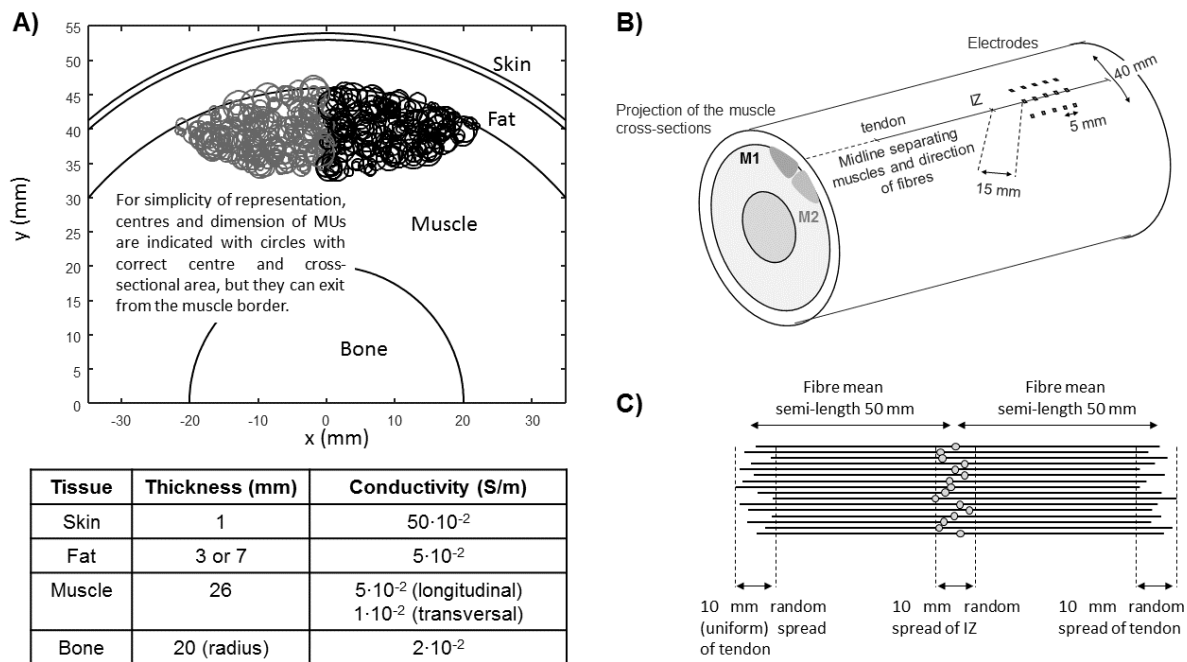 A)
55
50
45
40
35
30
25
20
15
10
5
0
y (mm)
Skin
Fat
Muscle
Bone
For simplicity of representation,
centres and dimension of MUs
are indicated with circles with
correct centre and cross-
sectional area, but they can exit
from the muscle border.
-30 -20 -10 0 10 20 30
x (mm)
Tissue Thickness (mm) Conductivity (S/m)
Skin 1 50·10-2
Fat 3 or 7 5·10-2
Muscle 26 5·10-2 (longitudinal)
1·10-2 (transversal)
Bone 20 (radius) 2·10-2
B)
Electrodes
40 mm
IZ
5 mm
Projection of the muscle
cross-sections
tendon
Midline separating
muscles and direction
of fibres
15 mm
M1
M2
C)
Fibre mean
semi-length 50 mm
Fibre mean
semi-length 50 mm
10 mm random
(uniform) spread
of tendon
10 mm random
spread of IZ
10 mm random
spread of tendon